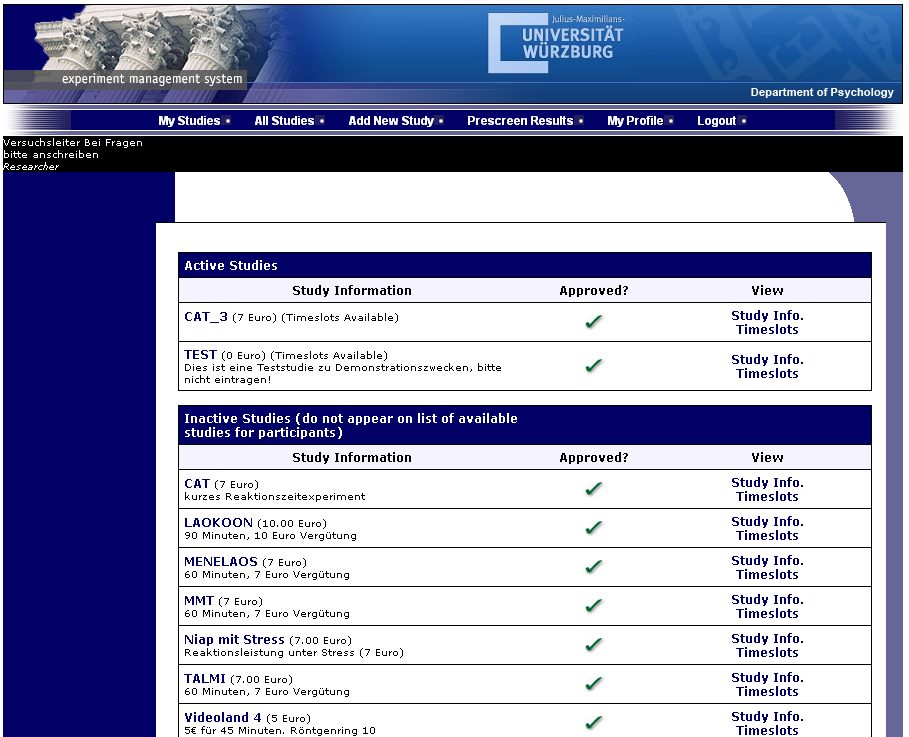 Julius-Maximilians-
UNIVERSITÄT
WÜRZBURG
experiment management system
Department of Psychology
My Studies All Studies Add New Study Prescreen Results My Profile Logout
Versuchsleiter Bei Fragen
bitte anschreiben
Researcher
Active Studies
Study Information Approved? View
CAT_3 (7 Euro) (Timeslots Available) Study Info.
Timeslots
TEST (0 Euro) (Timeslots Available) Study Info.
Dies ist eine Teststudie zu Demonstrationszwecken, bitte Timeslots
nicht eintragen!
Inactive Studies (do not appear on list of available
studies for participants)
Study Information Approved? View
CAT (7 Euro) Study Info.
kurzes Reaktionszeitexperiment Timeslots
LAOKOON (10.00 Euro) Study Info.
90 Minuten, 10 Euro Vergütung Timeslots
MENELAOS (7 Euro) Study Info.
60 Minuten, 7 Euro Vergütung Timeslots
MMT (7 Euro) Study Info.
60 Minuten, 7 Euro Vergütung Timeslots
Niap mit Stress (7.00 Euro) Study Info.
Reaktionsleistung unter Stress (7 Euro) Timeslots
TALMI (7.00 Euro) Study Info.
60 Minuten, 7 Euro Vergütung Timeslots
Videoland 4 (5 Euro) Study Info.
5€ für 45 Minuten. Röntgenring 10 Timeslots